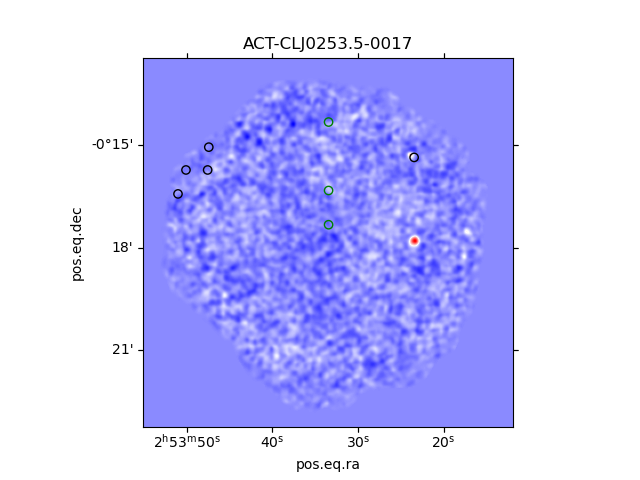 ACT-CLJ0253.5-0017
-0°15'
18'
21'
pos.eq.dec
2ʰ53ᵐ50ˢ 40ˢ 30ˢ 20ˢ
pos.eq.ra